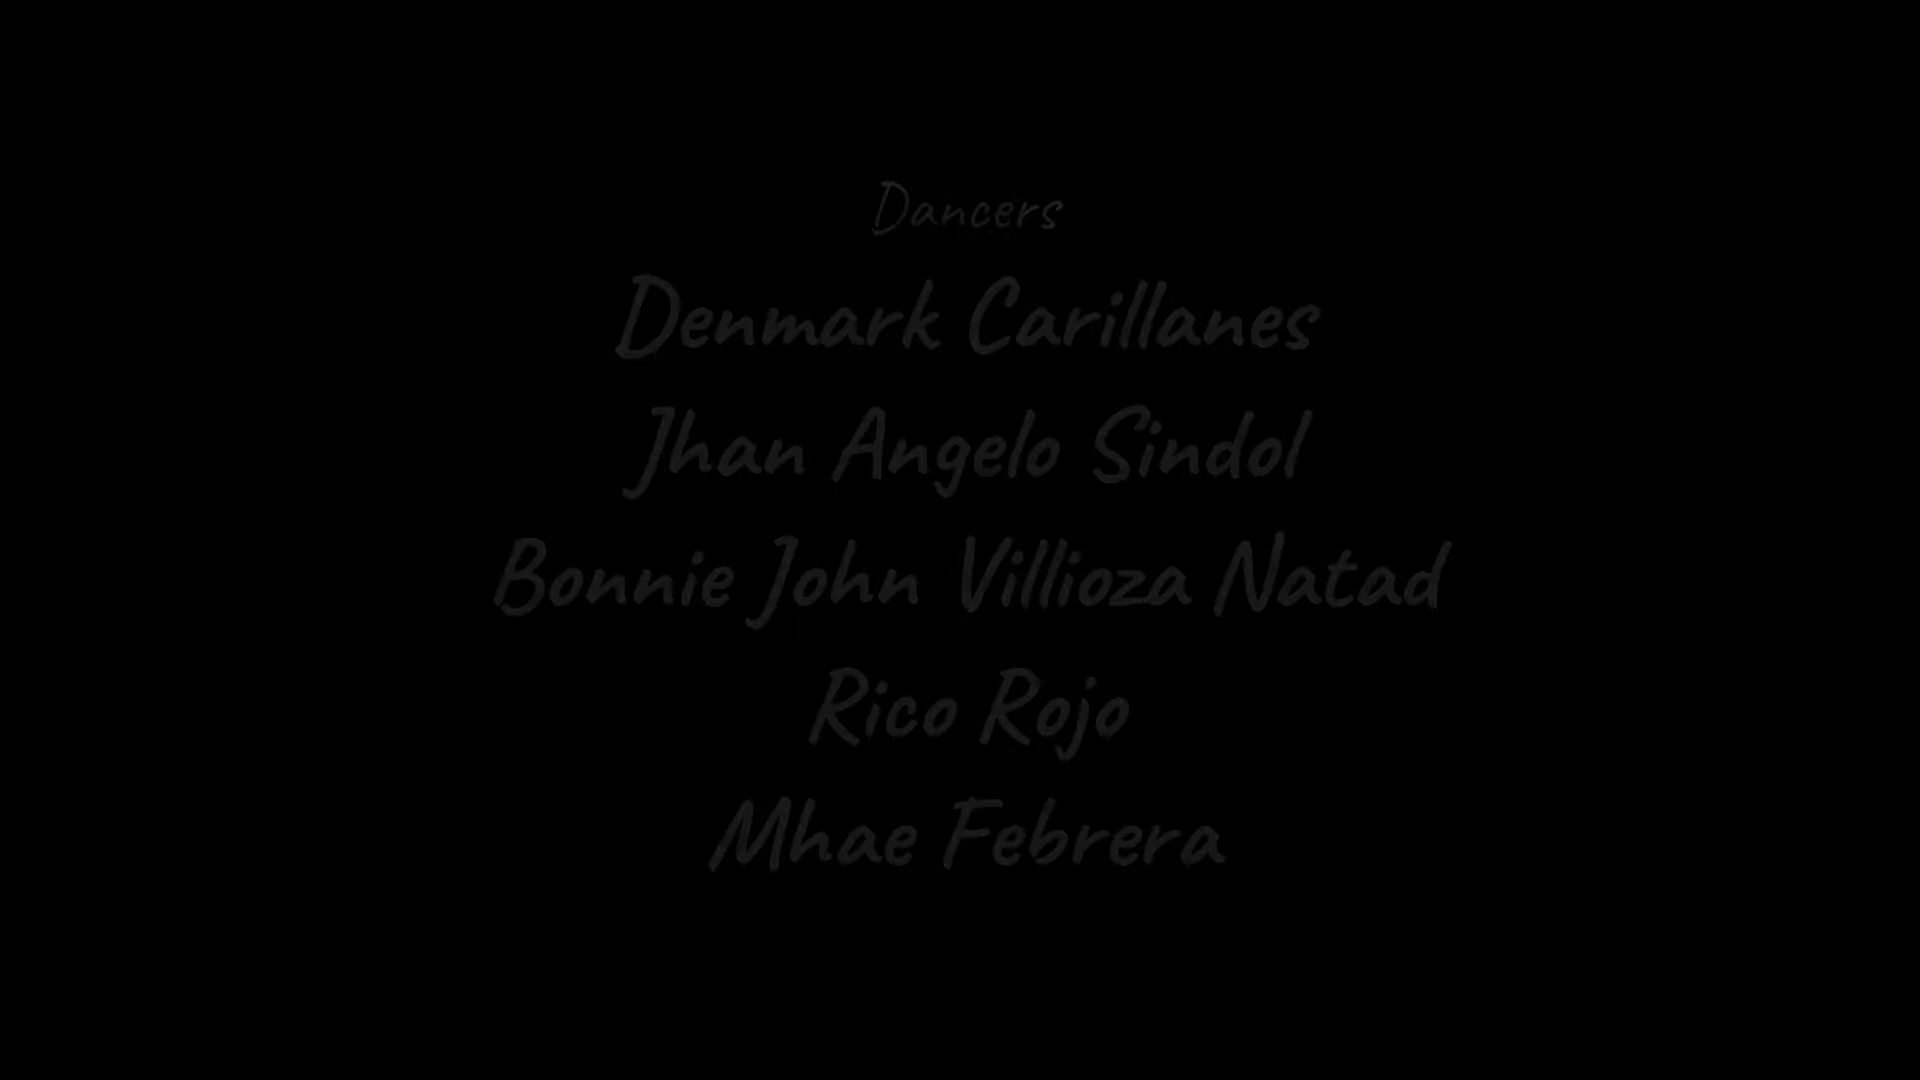 Dancers
Denmark Carillanes
Jhan Angelo Sindol
Bonnie John Villioza Natad
Rico Rojo
Mhae Febrera